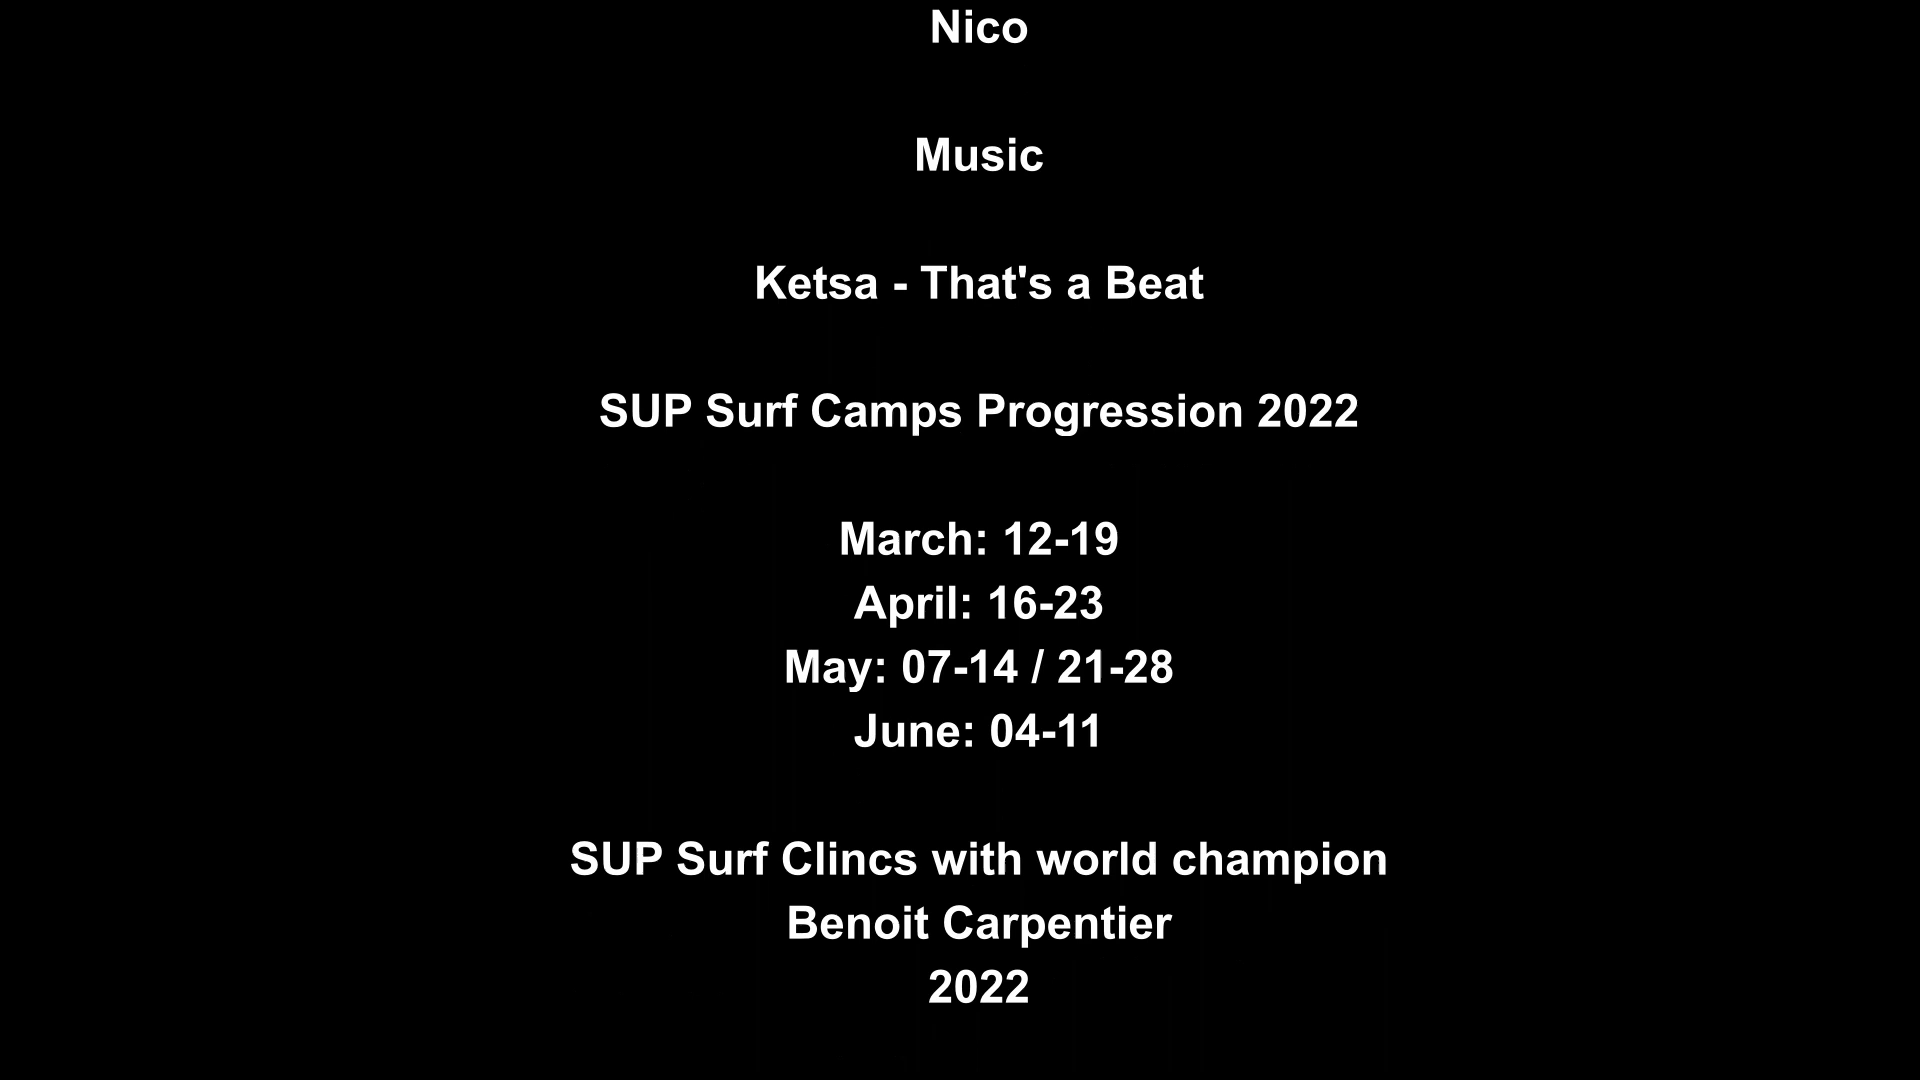 Nico
Music
Ketsa - That's a Beat
SUP Surf Camps Progression 2022
March: 12-19
April: 16-23
May: 07-14 / 21-28
June: 04-11
SUP Surf Clincs with world champion
Benoit Carpentier
2022